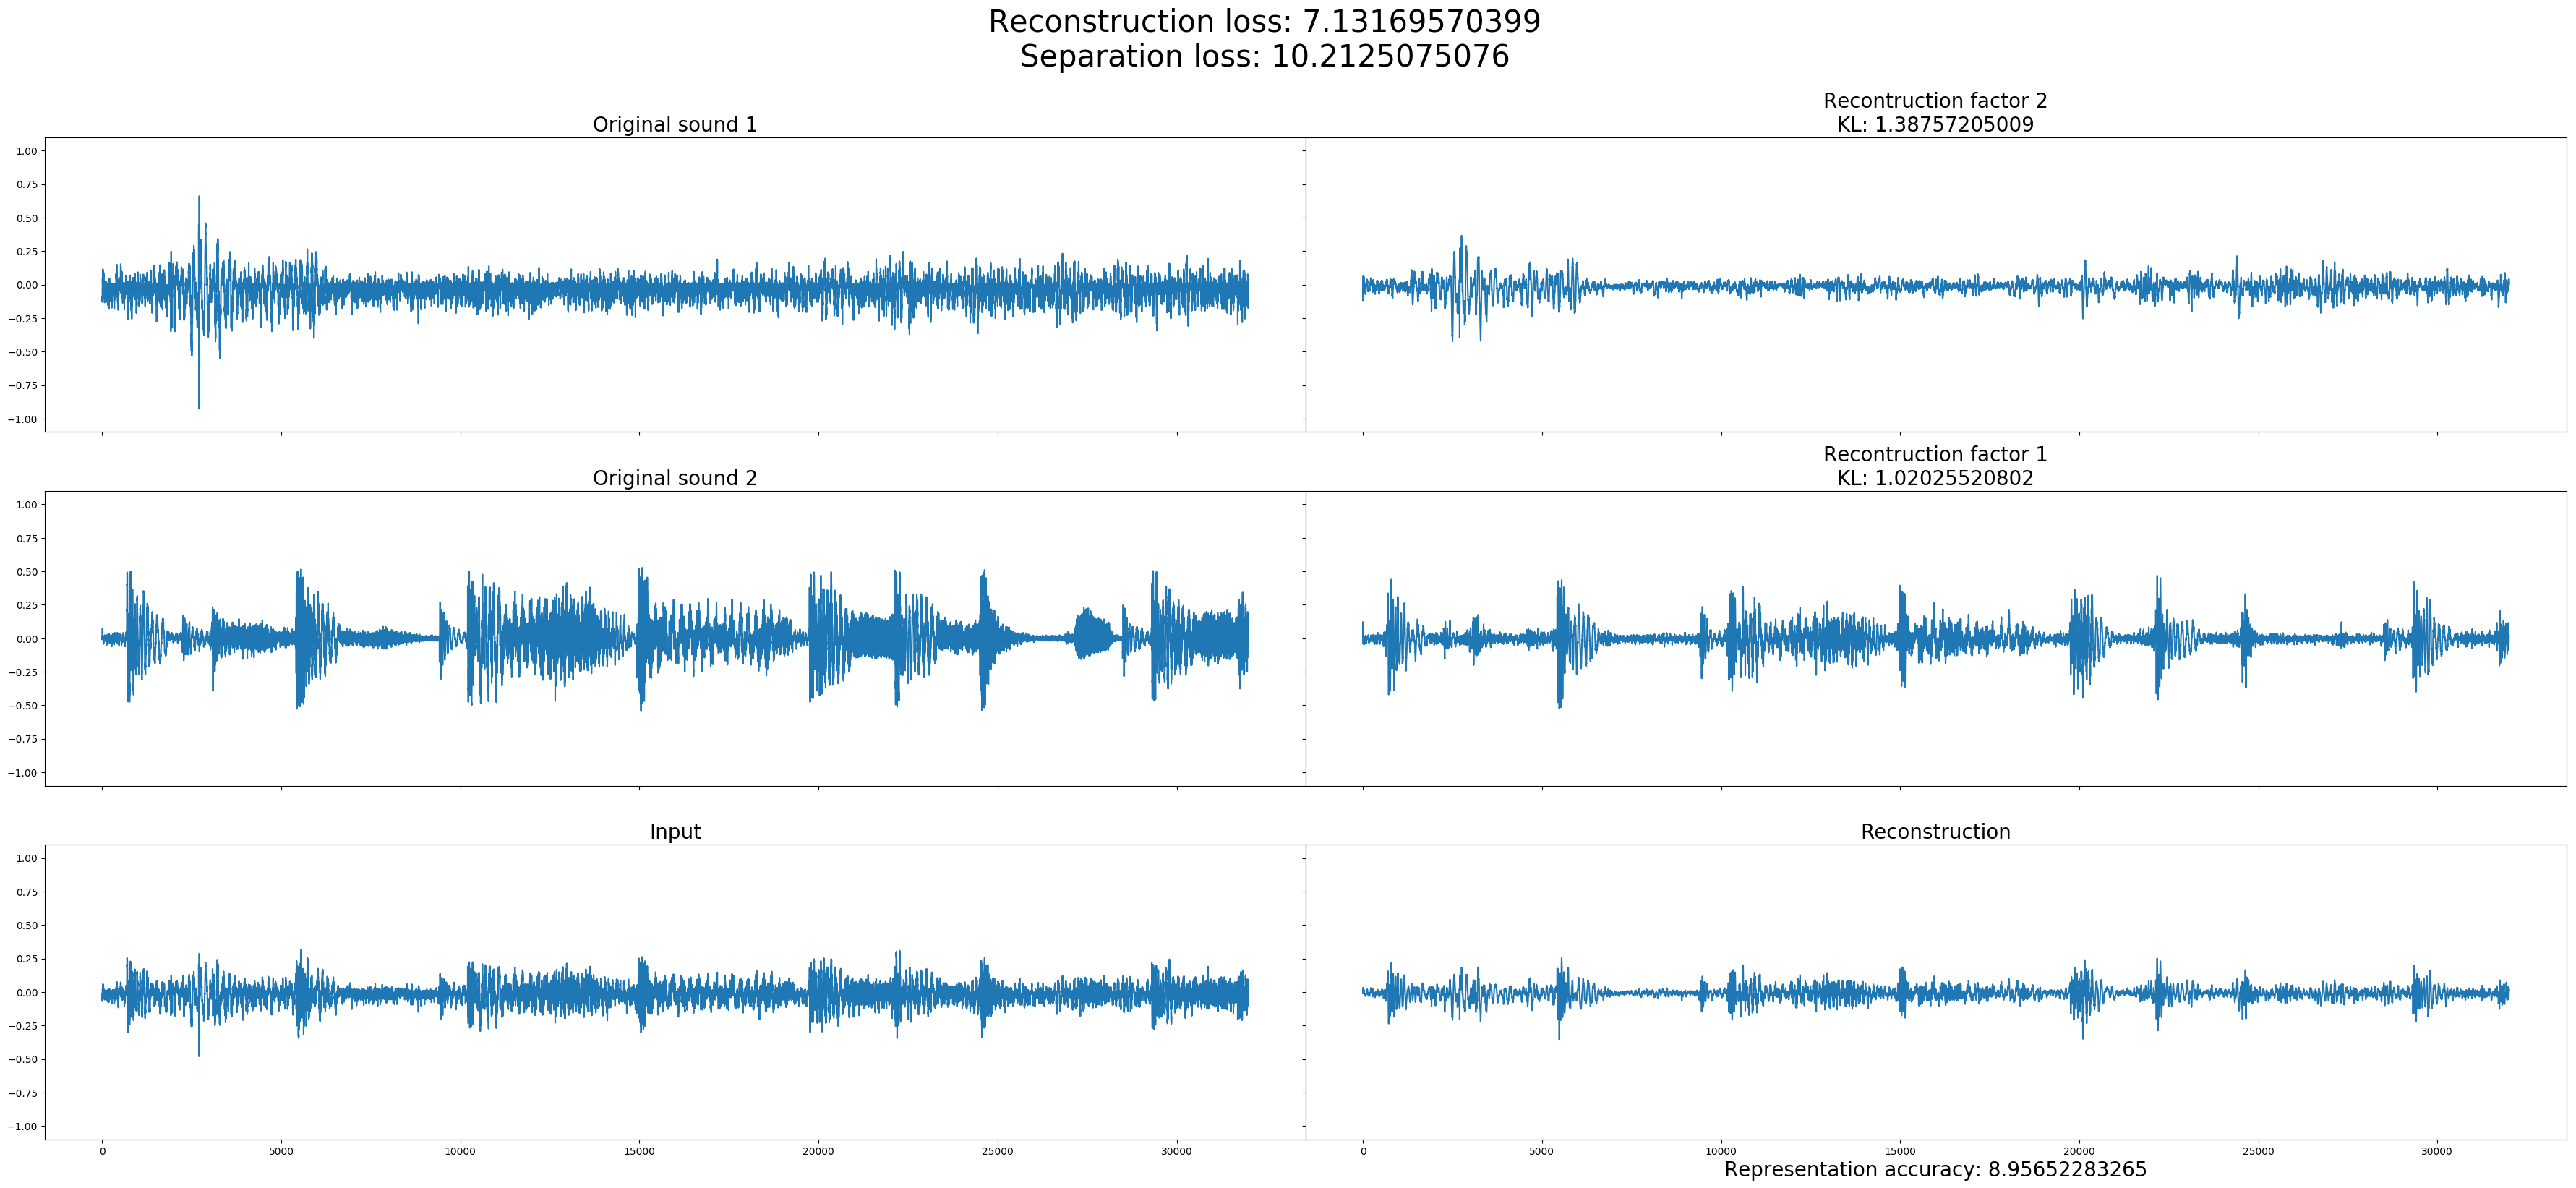 Reconstruction loss: 7.13169570399
Separation loss: 10.2125075076
Original sound 1
Recontruction factor 2
KL: 1.38757205009
1.00
0.75
0.50
0.25
0.00
−0.25
−0.50
−0.75
−1.00
Original sound 2
Recontruction factor 1
KL: 1.02025520802
1.00
0.75
0.50
0.25
0.00
−0.25
−0.50
−0.75
−1.00
Input
Reconstruction
1.00
0.75
0.50
0.25
0.00
−0.25
−0.50
−0.75
−1.00
0 5000 10000 15000 20000 25000 30000
0 5000 10000 15000 20000 25000 30000
Representation accuracy: 8.95652283265